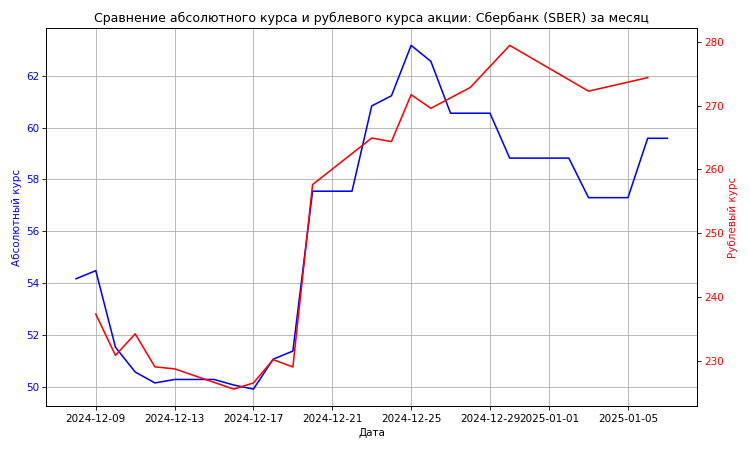 Сравнение абсолютного курса и рублевого курса акции: Сбербанк (SBER) за месяц
Абсолютный курс
62
60
58
56
54
52
50
280
270
260
250
240
230
Рублевый курс
2024-12-09 2024-12-13 2024-12-17 2024-12-21 2024-12-25 2024-12-29 2025-01-01 2025-01-05
Дата